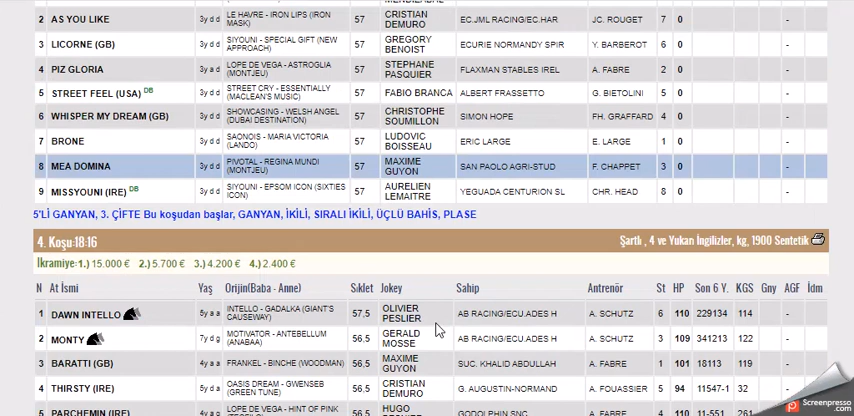 2 AS YOU LIKE 3y d d LE HAVRE - IRON LIPS (IRON MASK) 57 CRISTIAN DEMURO EC.JML RACING/EC.HAR JC. ROUGET 7 0 -
3 LICORNE (GB) 3y d d SIYOUNI - SPECIAL GIFT (NEW APPROACH) 57 GREGORY BENOIST ECURIE NORMANDY SPIR Y. BARBEROT 6 0 -
4 PIZ GLORIA 3y a d LOPE DE VEGA - ASTROGLIA (MONTJEU) 57 STEPHANE PASQUIER FLAXMAN STABLES IREL A. FABRE 2 0 -
5 STREET FEEL (USA) DB 3y d d STREET CRY - ESSENTIALLY (MACLEAN'S MUSIC) 57 FABIO BRANCA ALBERT FRASSETTO G. BIETOLINI 5 0 -
6 WHISPER MY DREAM (GB) 3y d d SHOWCASING - WELSH ANGEL (DUBAI DESTINATION) 57 CHRISTOPHE SOUMILLON SIMON HOPE FH. GRAFFARD 4 0 -
7 BRONE 3y d d SAONOIS - MARIA VICTORIA (LANDO) 57 LUDOVIC BOISSEAU ERIC LARGE E. LARGE 1 0 -
8 MEA DOMINA 3y d d PIVOTAL - REGINA MUNDI (MONTJEU) 57 MAXIME GUYON SAN PAOLO AGRI-STUD F. CHAPPET 3 0 -
9 MISSYOUNI (IRE) DB 3y d d SIYOUNI - EPSOM ICON (SIXTIES ICON) 57 AURELIEN LEMAITRE YEGUADA CENTURION SL CHR. HEAD 8 0 -
5'Lİ GANYAN, 3. ÇİFTE Bu koşudan başlar, GANYAN, İKİLİ, SIRALI İKİLİ, ÜÇLÜ BAHİS, PLASE
4. Koşu:18:16 Şartlı , 4 ve Yukarı İngilizler, kg, 1900 Sentetik
İkramiye:1.) 15.000 € 2.) 5.700 € 3.) 4.200 € 4.) 2.400 €
N At İsmi Yaş Orijin(Baba - Anne) Sıklet Jokey Sahip Antrenör St HP Son 6 Y. KGS Gny AGF İdm
1 DAWN INTELLO 5y a a INTELLO - GADALKA (GIANT'S CAUSEWAY) 57,5 OLIVIER PESLIER AB RACING/ECU.ADES H A. SCHUTZ 6 110 229134 114 -
2 MONTY 7y d g MOTIVATOR - ANTEBELLUM (ANABAA) 56,5 GERALD MOSSE AB RACING/ECU.ADES H A. SCHUTZ 3 109 341213 122 -
3 BARATTI (GB) 4y a a FRANKEL - BINCHE (WOODMAN) 56,5 MAXIME GUYON SUC. KHALID ABDULLAH A. FABRE 1 101 18113 119 -
4 THIRSTY (IRE) 5y d a OASIS DREAM - GWENSEB (GREEN TUNE) 56,5 CRISTIAN DEMURO G. AUGUSTIN-NORMAND A. FOUASSIER 5 94 11547-1 32 -
PARCHEMIN (IRE) LOPE DE VEGA - HINT OF PINK HUGO GODOLPHIN SNC A. FABRE 4 110 11-551 261
Screenpresso
.com